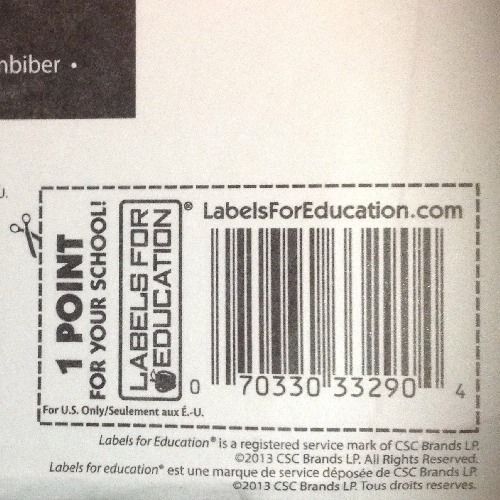 •
J.
LabelsForEducation.com
1 POINT
FOR YOUR SCHOOL!
LABELS FOR
EDUCATION®
0 70330 33290 4
For U.S. Only/Seulement aux É.-U.
Labels for Education® is a registered service mark of CSC Brands LP.
©2013 CSC Brands LP. All Rights Reserved.
Labels for education® est une marque de service déposée de CSC Brands LP.
©2013 CSC Brands LP. Tous droits reserves.